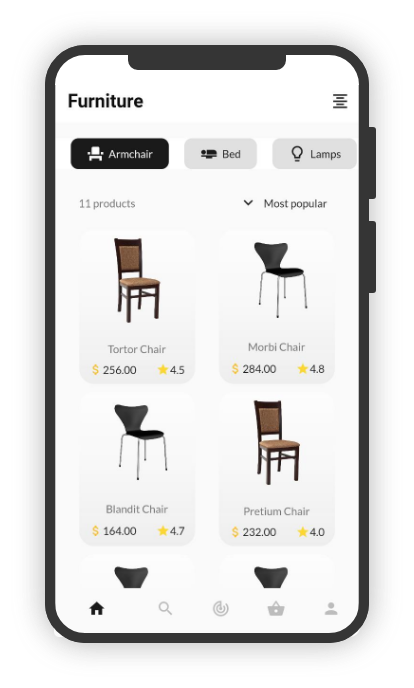 Furniture
Armchair Bed Lamps
11 products Most popular
Tortor Chair Morbi Chair
$ 256.00 4.5 $ 284.00 4.8
Blandit Chair Pretium Chair
$ 164.00 4.7 $ 232.00 4.0